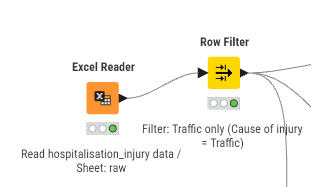 Row Filter
Excel Reader
Filter: Traffic only (Cause of injury
= Traffic)
Read hospitalisation_injury data /
Sheet: raw